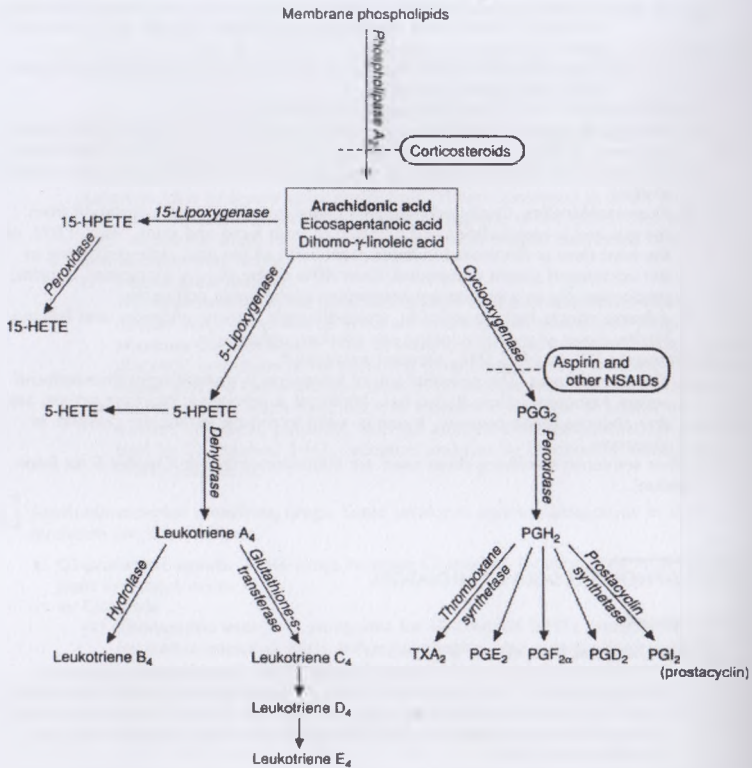 Membrane phospholipids
Phospholipase A2
Corticosteroids
Arachidonic acid
Eicosapentanoic acid
Dihomo-γ-linoleic acid
15-Lipoxygenase
15-HPETE
Peroxidase
15-HETE
5-Lipoxygenase
Cyclooxygenase
Aspirin and
other NSAIDs
5-HETE
5-HPETE
PGG2
Dehydrase
Peroxidase
Leukotriene A4
PGH2
Hydrolase
Glutathione-s-
transferase
Thromboxane
synthetase
Prostacyclin
synthetase
Leukotriene B4
Leukotriene C4
TXA2
PGE2
PGF2α
PGD2
PGI2
(prostacyclin)
Leukotriene D4
Leukotriene E4